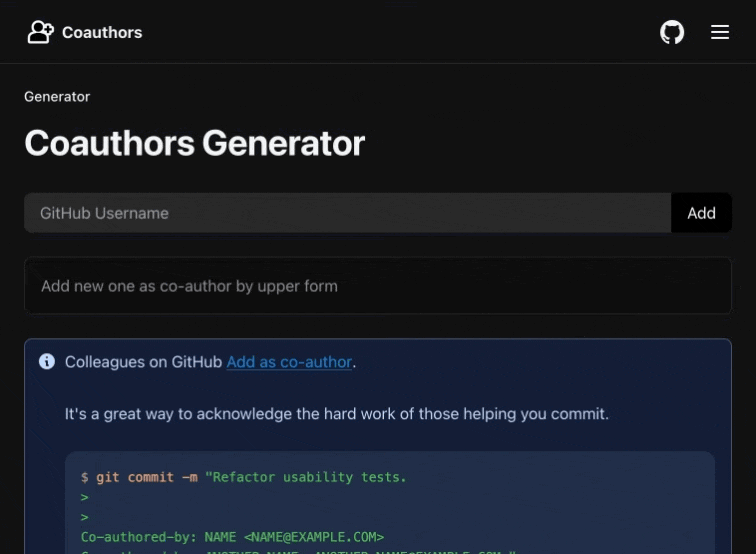 Coauthors
Generator
Coauthors Generator
GitHub Username
Add
Add new one as co-author by upper form
Colleagues on GitHub Add as co-author.
It's a great way to acknowledge the hard work of those helping you commit.
$ git commit -m "Refactor usability tests.
>
>
Co-authored-by: NAME <NAME@EXAMPLE.COM>